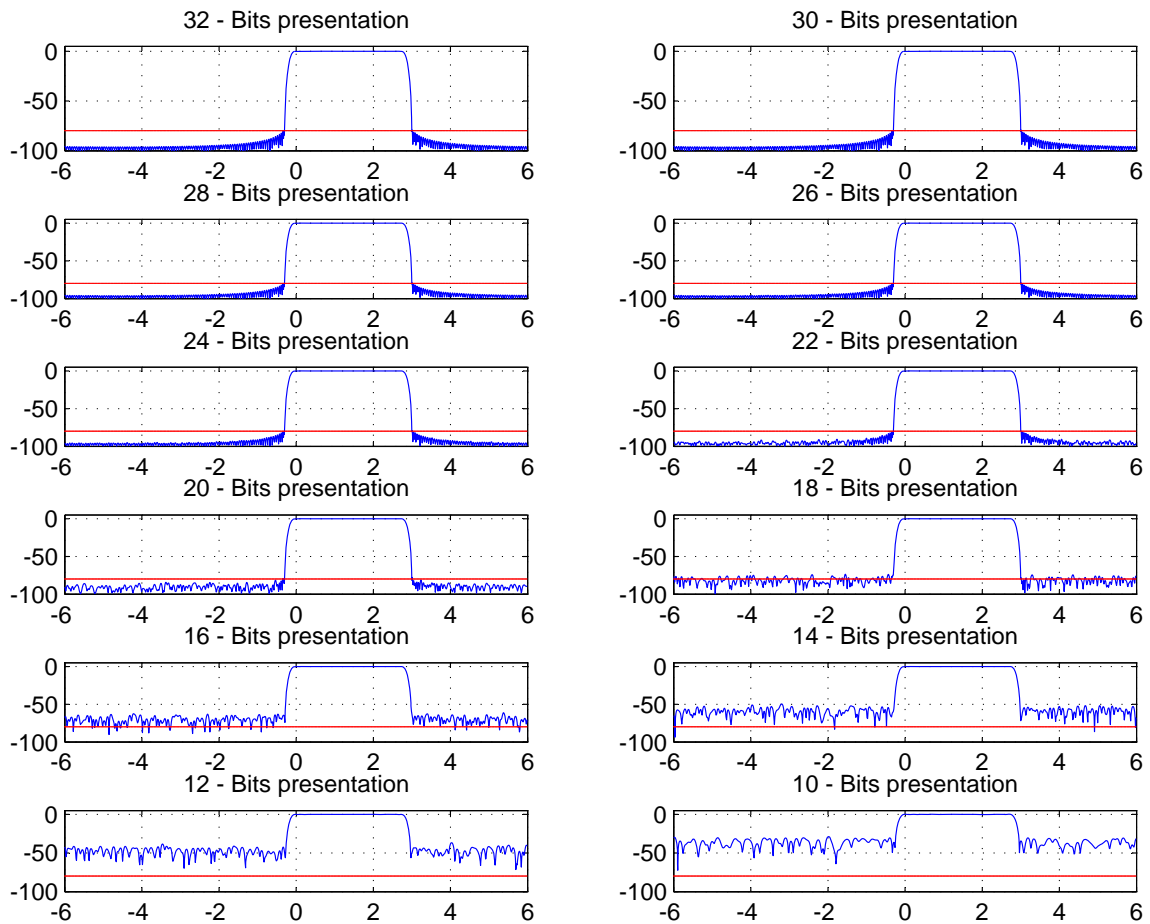 32 - Bits presentation
0
-50
-100
-6 -4 -2 0 2 4 6
30 - Bits presentation
0
-50
-100
-6 -4 -2 0 2 4 6
28 - Bits presentation
0
-50
-100
-6 -4 -2 0 2 4 6
26 - Bits presentation
0
-50
-100
-6 -4 -2 0 2 4 6
24 - Bits presentation
0
-50
-100
-6 -4 -2 0 2 4 6
22 - Bits presentation
0
-50
-100
-6 -4 -2 0 2 4 6
20 - Bits presentation
0
-50
-100
-6 -4 -2 0 2 4 6
18 - Bits presentation
0
-50
-100
-6 -4 -2 0 2 4 6
16 - Bits presentation
0
-50
-100
-6 -4 -2 0 2 4 6
14 - Bits presentation
0
-50
-100
-6 -4 -2 0 2 4 6
12 - Bits presentation
0
-50
-100
-6 -4 -2 0 2 4 6
10 - Bits presentation
0
-50
-100
-6 -4 -2 0 2 4 6